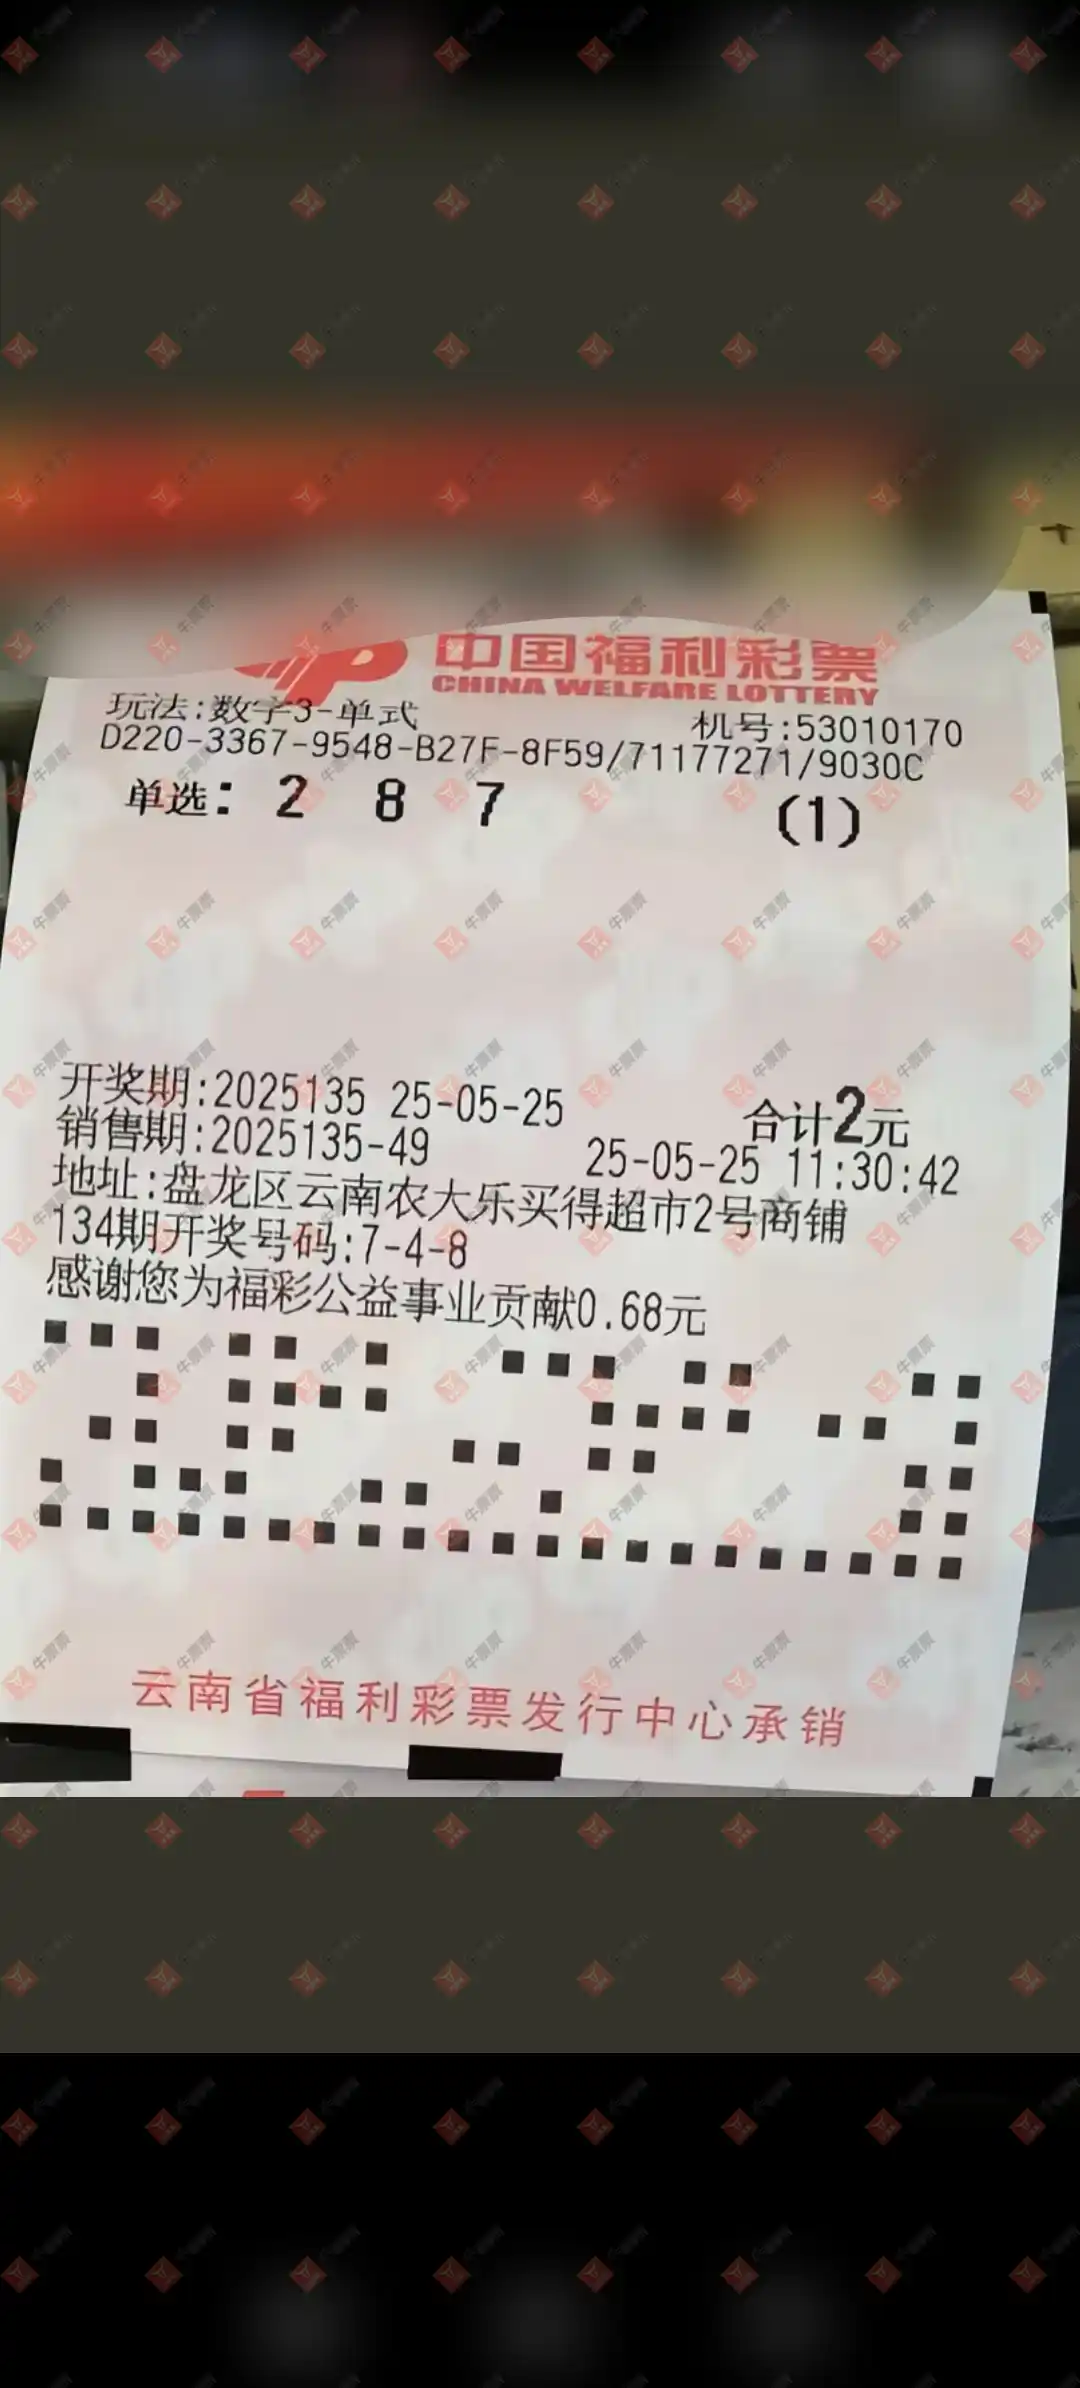 中国福利彩票
CHINA WELFARE LOTTERY
玩法:数字3-单式 机号:53010170
D220-3367-9548-B27F-8F59/71177271/9030C
单选: 2 8 7 (1)
开奖期:2025135 25-05-25 合计2元
销售期:2025135-49 25-05-25 11:30:42
地址:盘龙区云南农大乐买得超市2号商铺
134期开奖号码:7-4-8
感谢您为福彩公益事业贡献0.68元
云南省福利彩票发行中心承销
牛票票